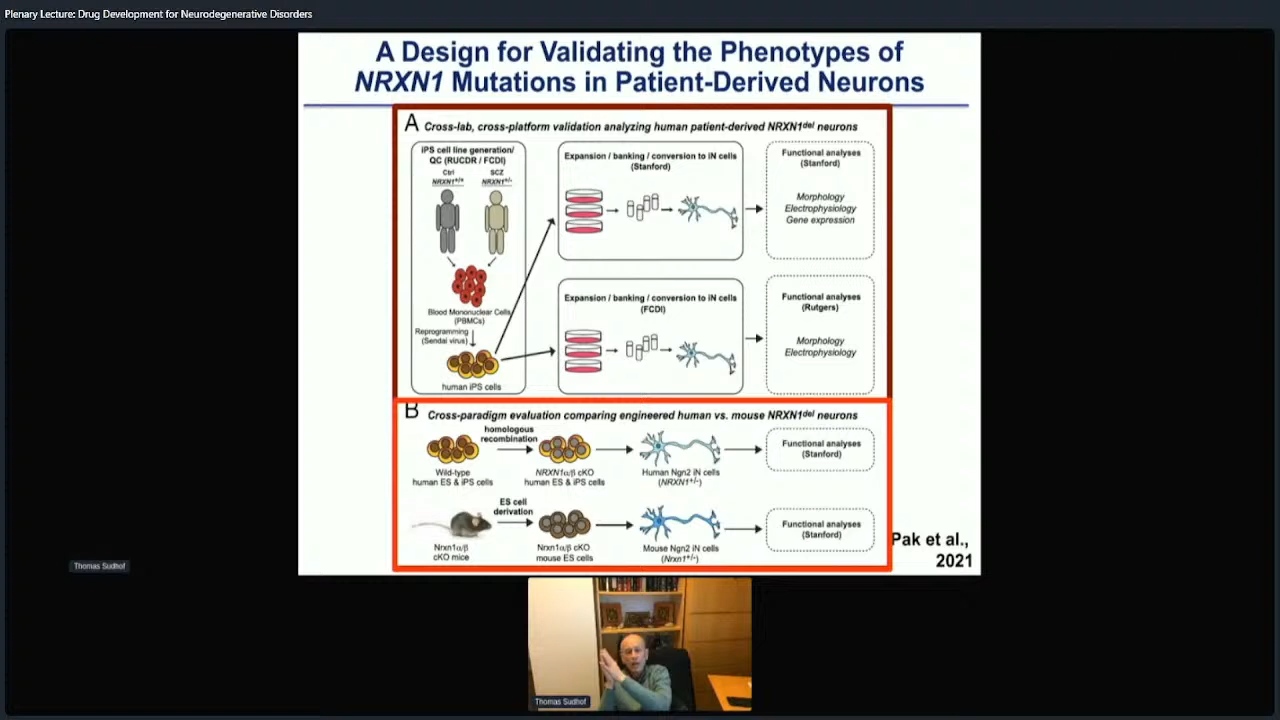 Plenary Lecture: Drug Development for Neurodegenerative Disorders
A Design for Validating the Phenotypes of
NRXN1 Mutations in Patient-Derived Neurons
A Cross-lab, cross-platform validation analyzing human patient-derived NRXN1del neurons
iPS cell line generation/
QC (RUCDR / FCDI)
Ctrl
NRXN1+/+
SCZ
NRXN1+/-
Blood Mononuclear Cells
(PBMCs)
Reprogramming
(Sendai virus)
human iPS cells
Expansion / banking / conversion to iN cells
(Stanford)
Functional analyses
(Stanford)
Morphology
Electrophysiology
Gene expression
Expansion / banking / conversion to iN cells
(FCDI)
Functional analyses
(Rutgers)
Morphology
Electrophysiology
B Cross-paradigm evaluation comparing engineered human vs. mouse NRXN1del neurons
homologous
recombination
Wild-type
human ES & iPS cells
NRXN1α/β cKO
human ES & iPS cells
Human Ngn2 iN cells
(NRXN1+/-)
Functional analyses
(Stanford)
ES cell
derivation
Nrxn1α/β
cKO mice
Nrxn1α/β cKO
mouse ES cells
Mouse Ngn2 iN cells
(Nrxn1+/-)
Functional analyses
(Stanford)
Pak et al.,
2021
Thomas Sudhof
Thomas Sudhof